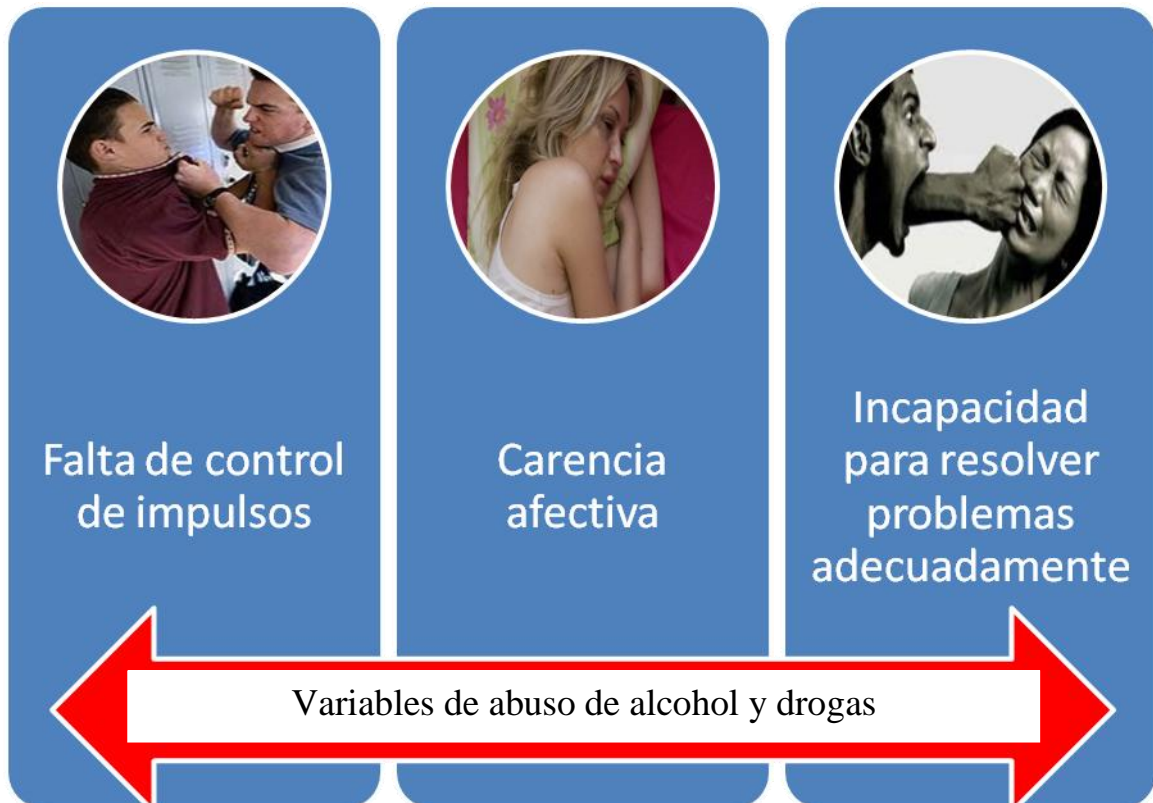 Falta de control
de impulsos
Carencia
afectiva
Incapacidad
para resolver
problemas
adecuadamente
Variables de abuso de alcohol y drogas